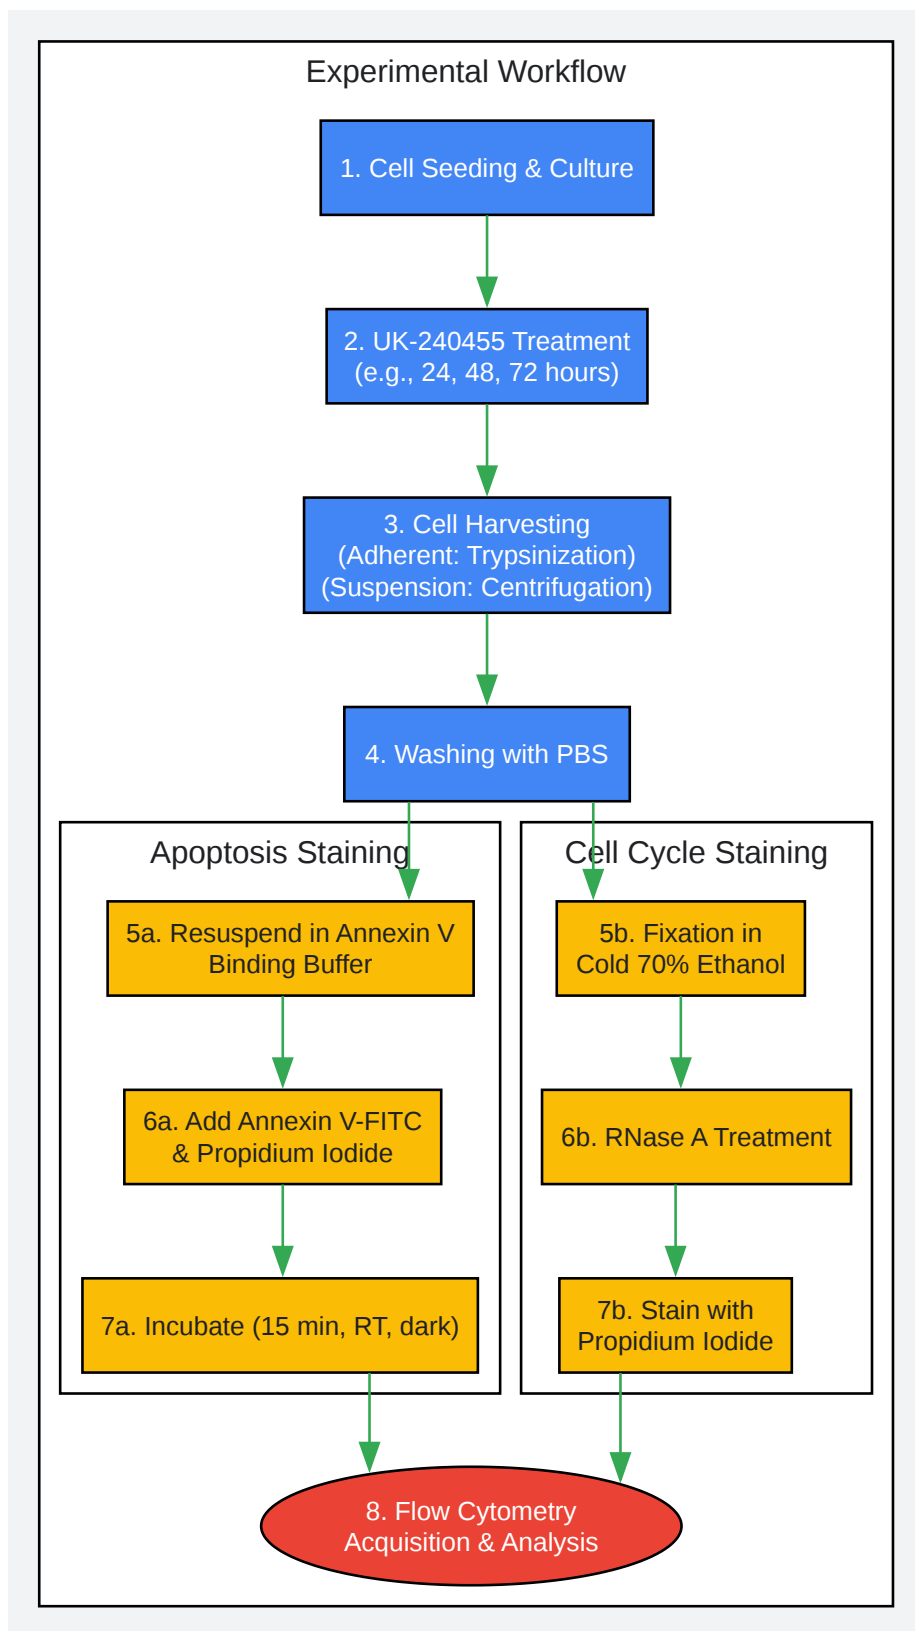 Experimental Workflow
1. Cell Seeding & Culture
2. UK-240455 Treatment
(e.g., 24, 48, 72 hours)
3. Cell Harvesting
(Adherent: Trypsinization)
(Suspension: Centrifugation)
4. Washing with PBS
Apoptosis Staining
5a. Resuspend in Annexin V
Binding Buffer
6a. Add Annexin V-FITC
& Propidium Iodide
7a. Incubate (15 min, RT, dark)
Cell Cycle Staining
5b. Fixation in
Cold 70% Ethanol
6b. RNase A Treatment
7b. Stain with
Propidium Iodide
8. Flow Cytometry
Acquisition & Analysis